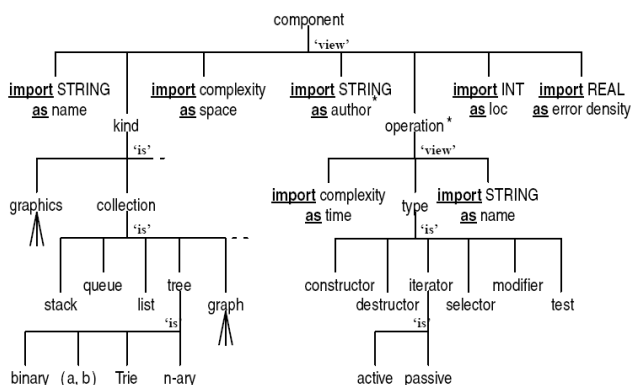 component
‘view’
import STRING import complexity import STRING import INT import REAL
as name as space as author* as loc as error density
kind operation*
‘is’ ‘view’
graphics collection import complexity type import STRING
as time as name
‘is’ ‘is’
queue tree constructor iterator modifier
stack list graph destructor selector test
‘is’ ‘is’
binary (a, b) Trie n-ary active passive